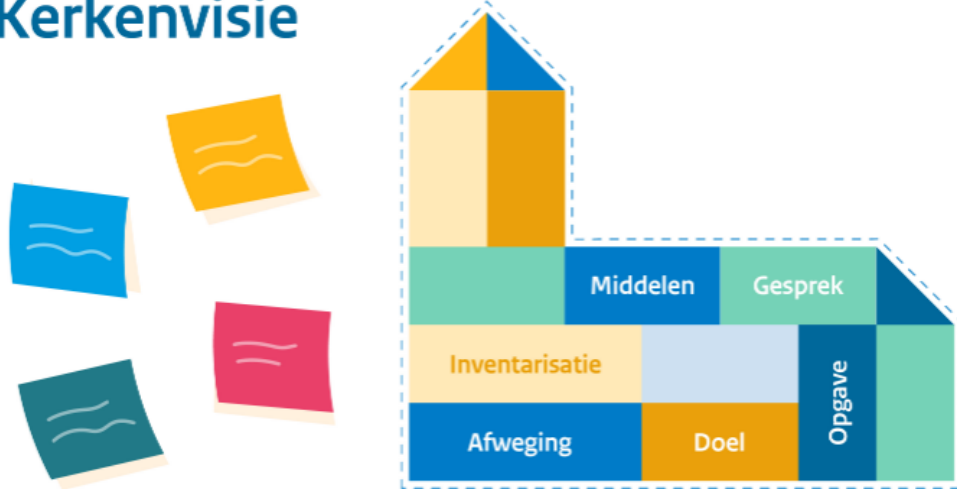 Kerkenvisie
Middelen
Gesprek
Inventarisatie
Opgave
Afweging
Doel